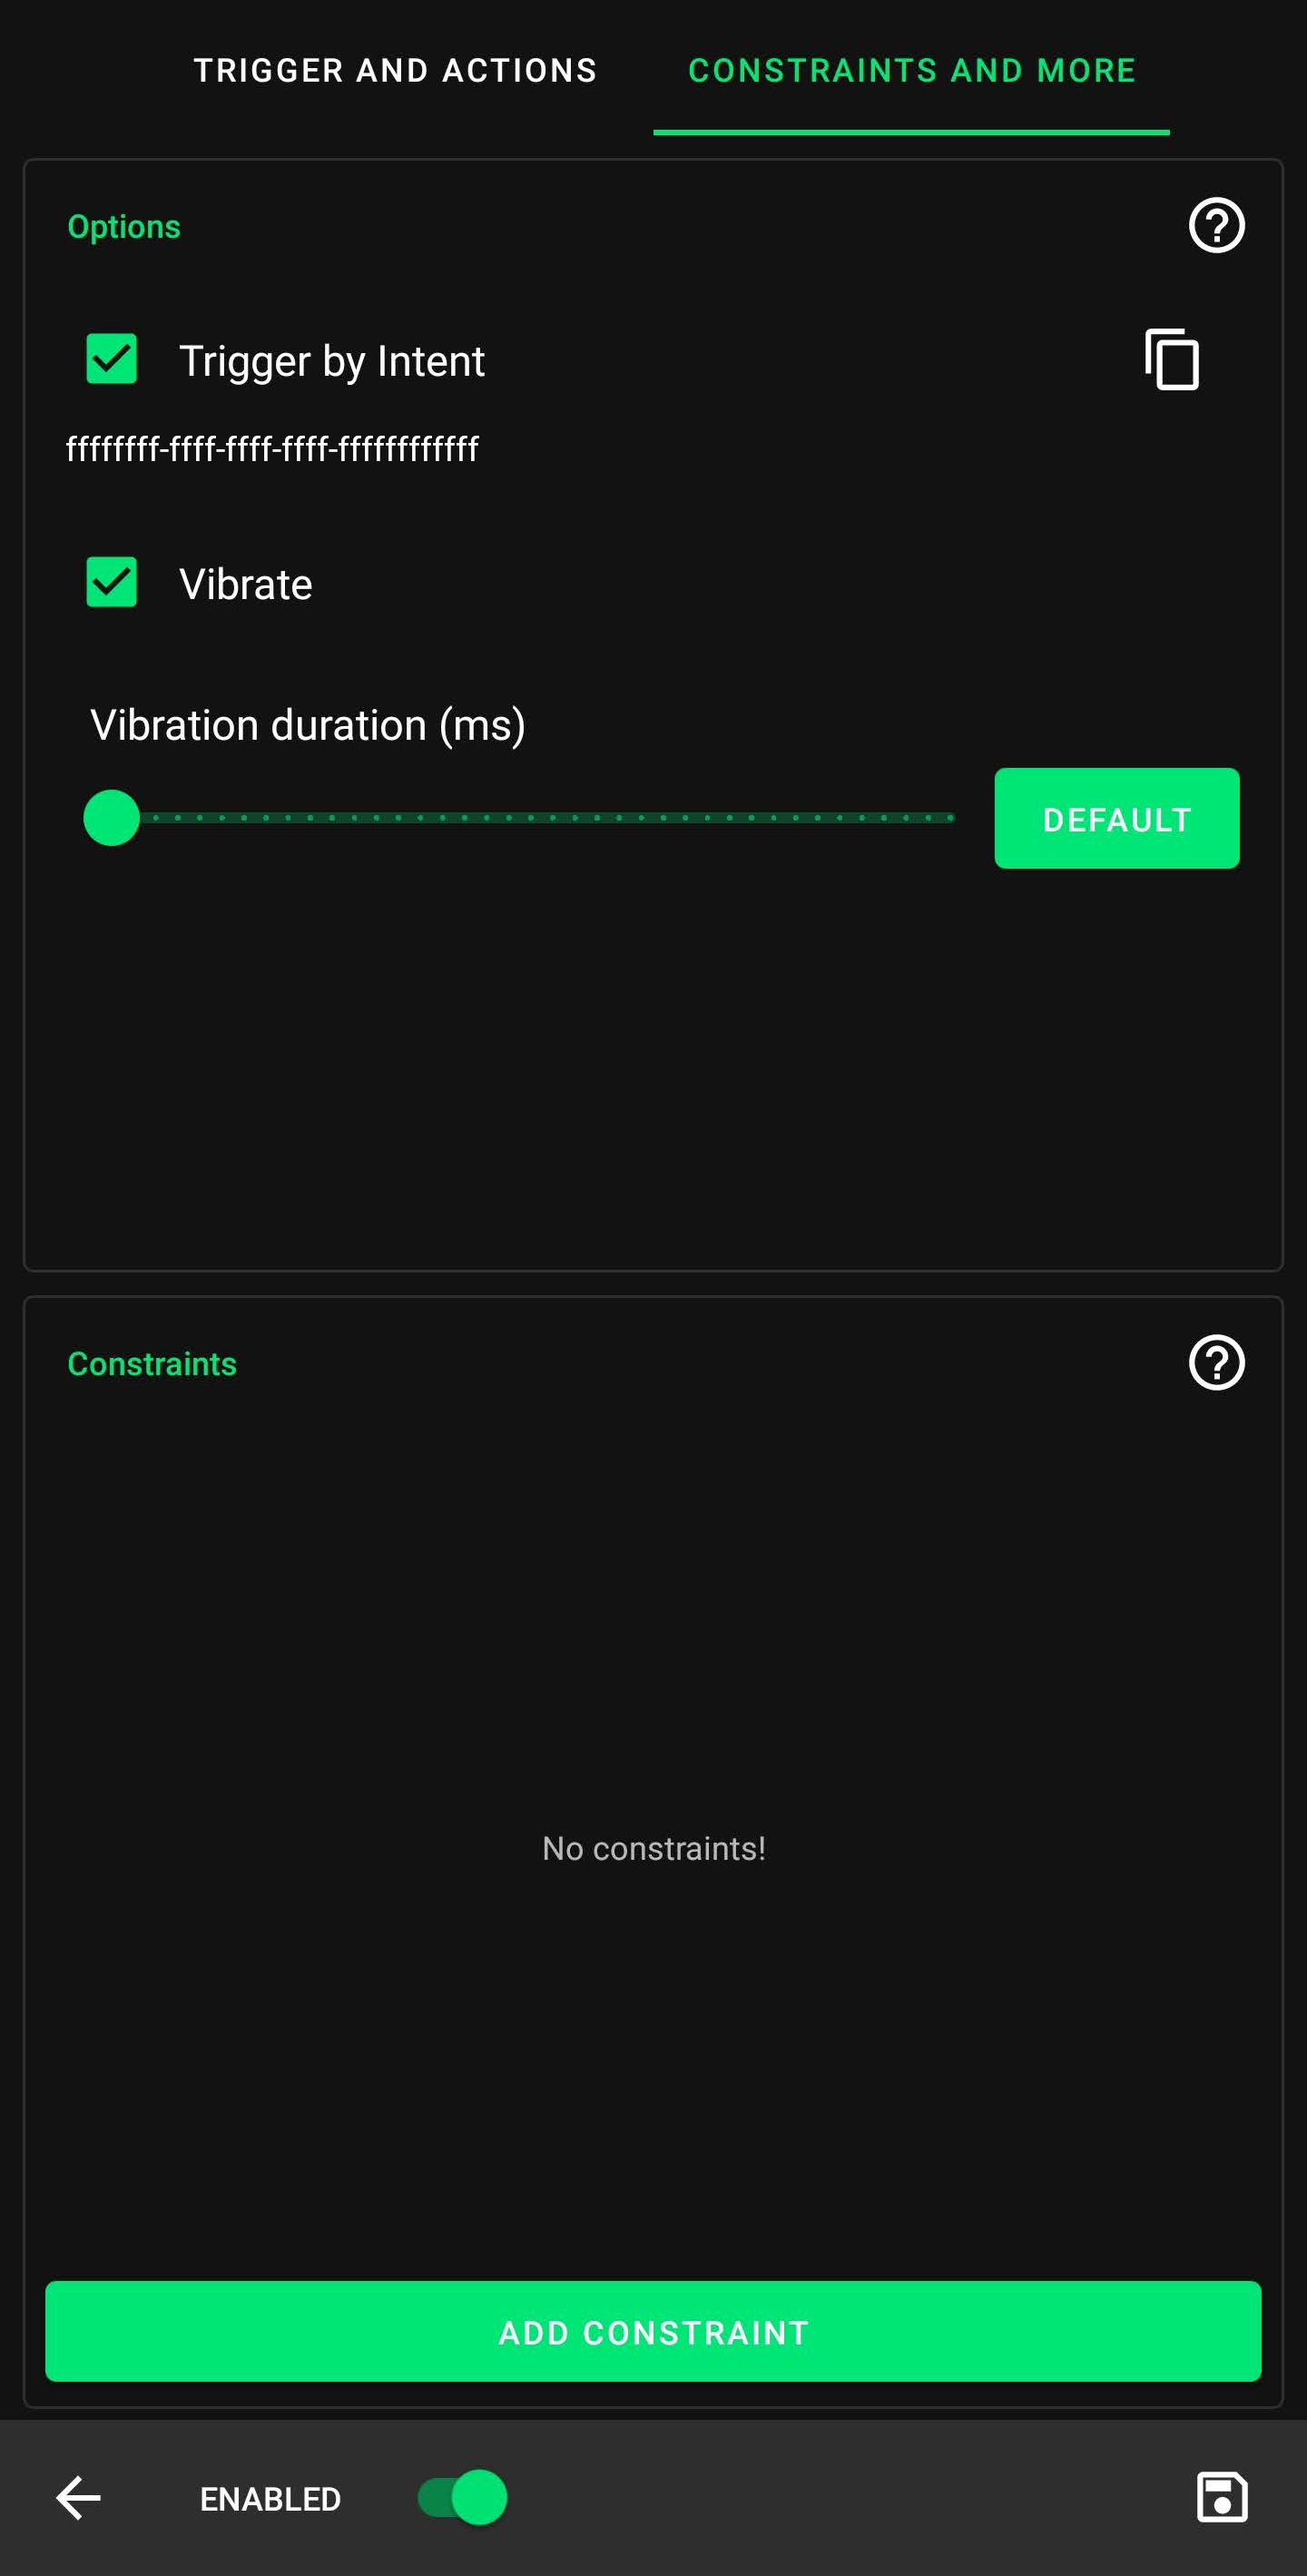 TRIGGER AND ACTIONS
CONSTRAINTS AND MORE
Options
Trigger by Intent
ffffffff-ffff-ffff-ffff-ffffffffffff
Vibrate
Vibration duration (ms)
DEFAULT
Constraints
No constraints!
ADD CONSTRAINT
ENABLED